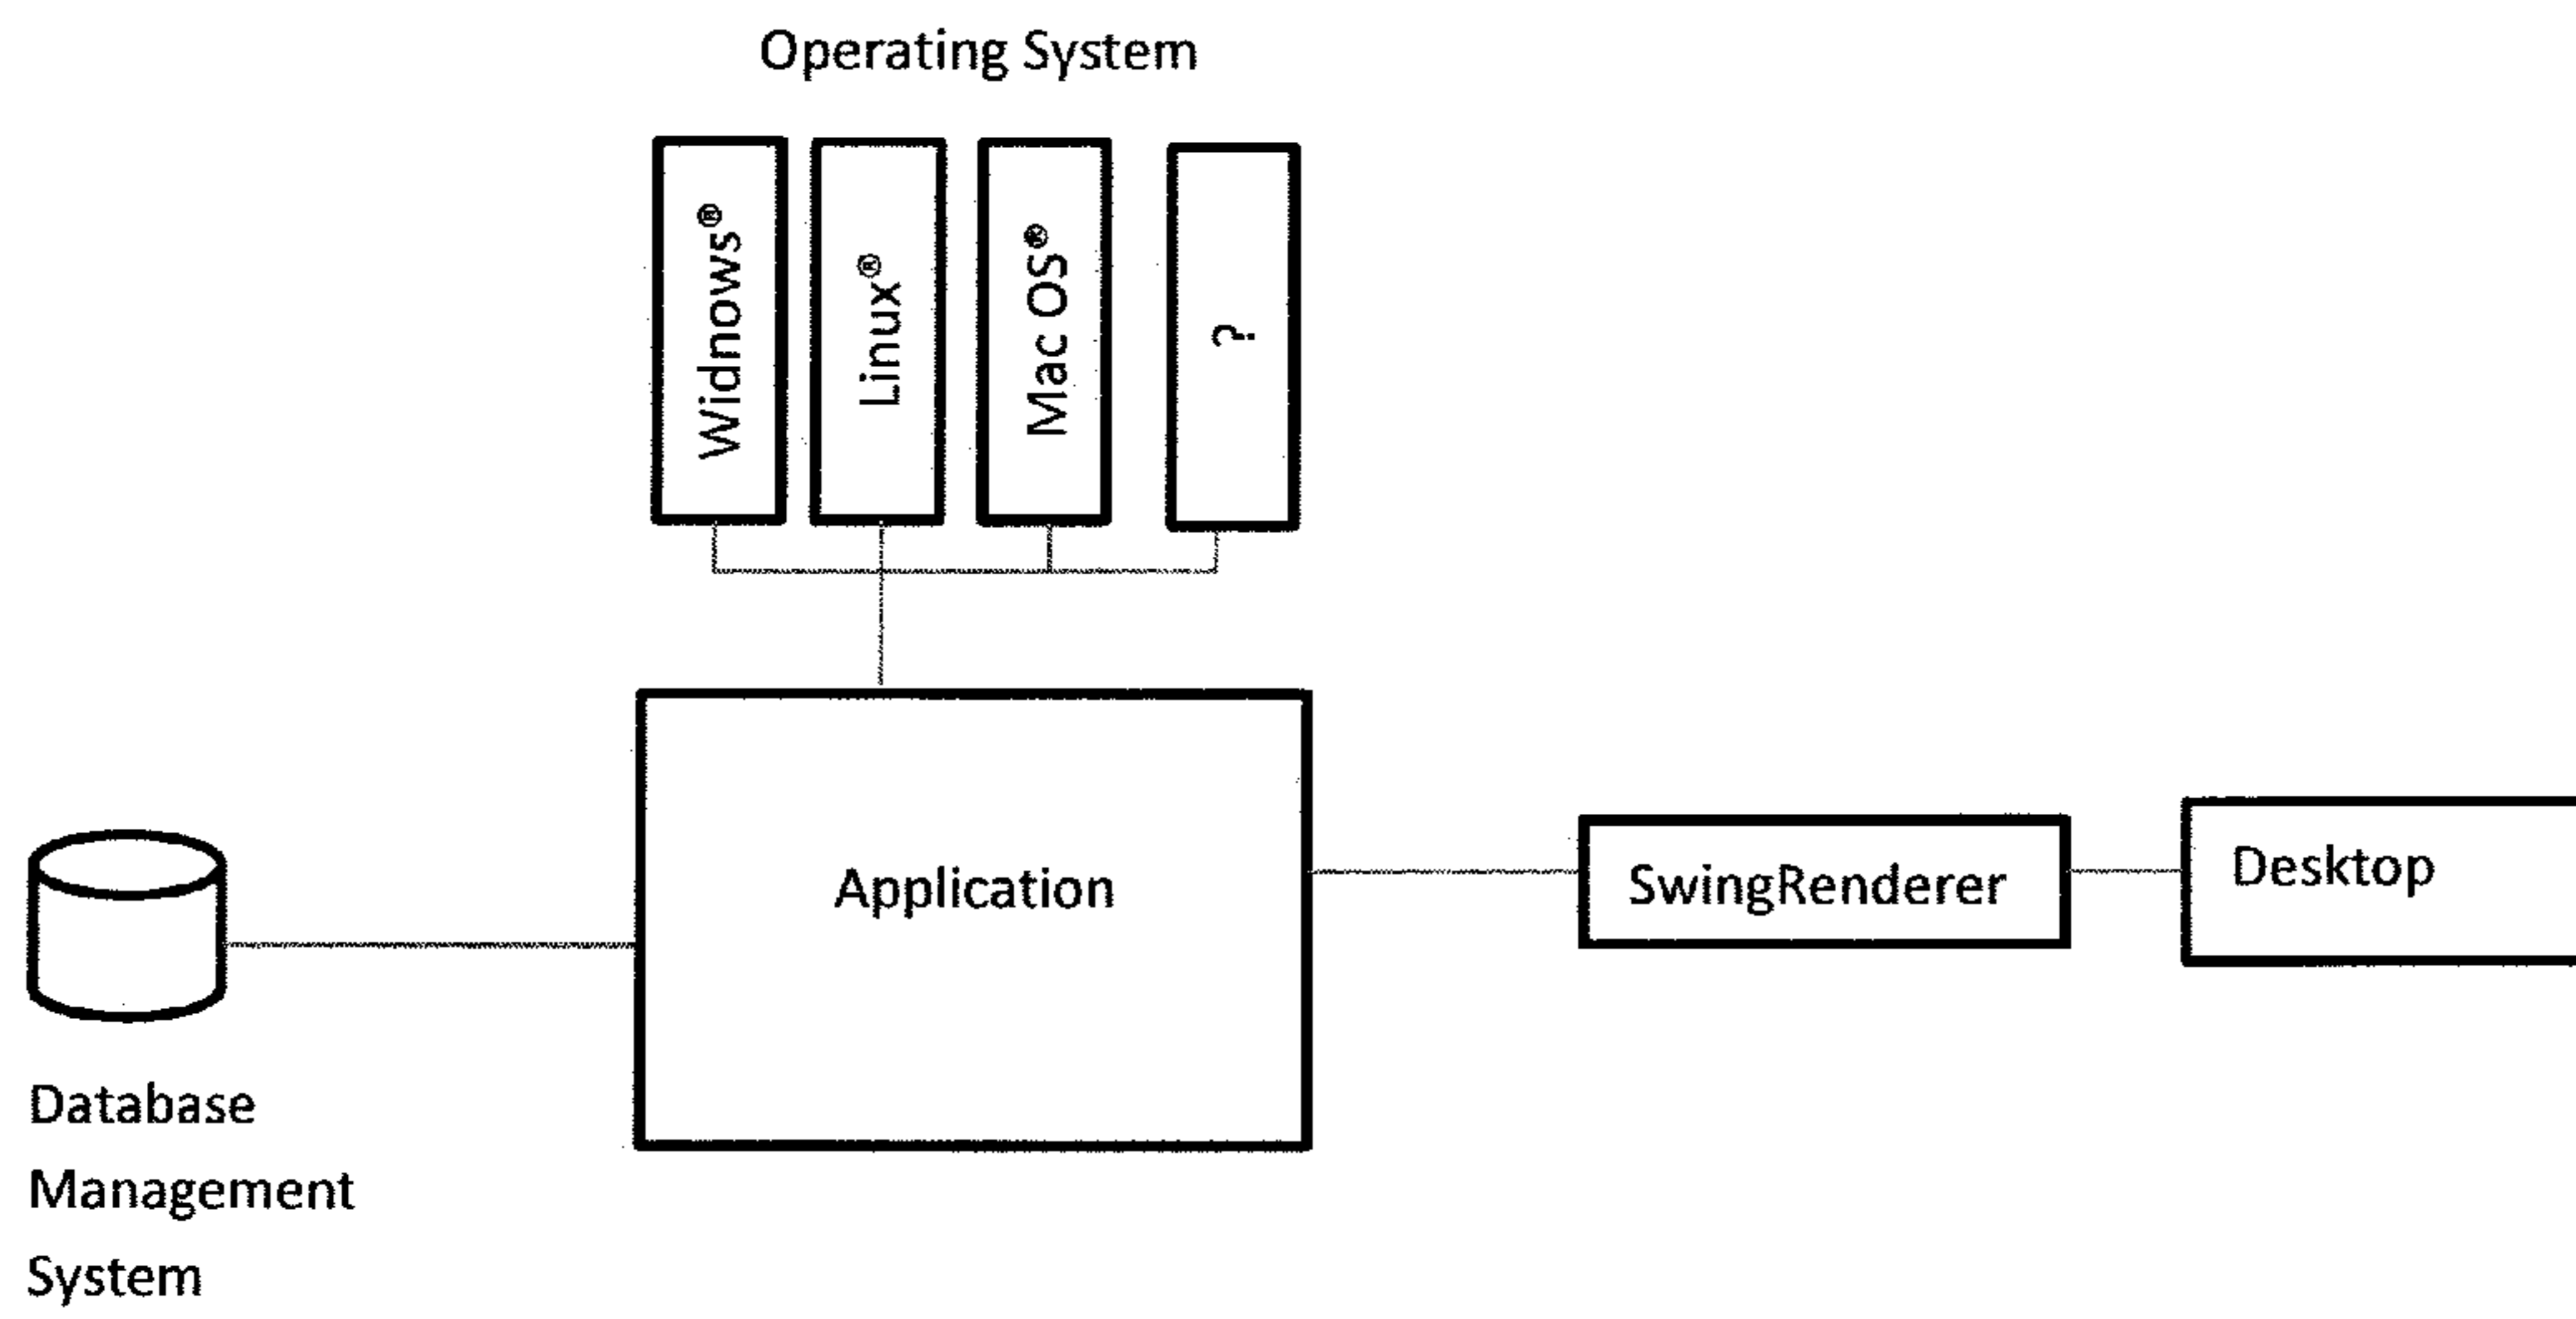 Operating System
Widnows®
Linux®
Mac OS®
?
Application
SwingRenderer
Desktop
Database
Management
System